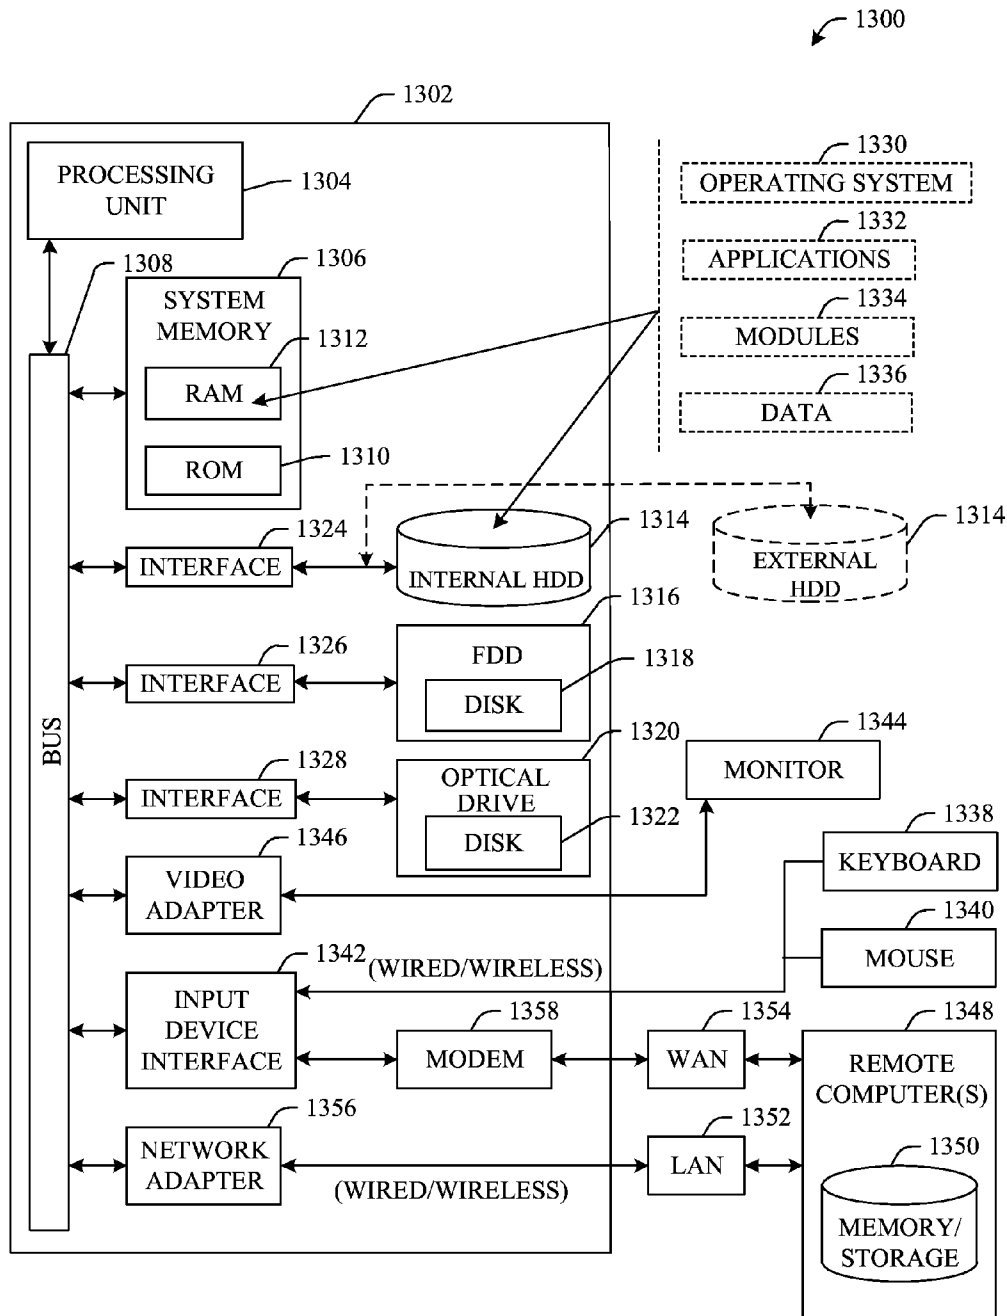 1300
1302
PROCESSING
UNIT
1304
1308
1306
SYSTEM
MEMORY
1312
RAM
1310
ROM
1330
OPERATING SYSTEM
1332
APPLICATIONS
1334
MODULES
1336
DATA
1324
INTERFACE
1314
INTERNAL HDD
1314
EXTERNAL
HDD
1326
INTERFACE
1316
FDD
1318
DISK
BUS
1328
INTERFACE
1320
OPTICAL
DRIVE
1322
DISK
1344
MONITOR
1346
VIDEO
ADAPTER
1338
KEYBOARD
1340
MOUSE
1342
(WIRED/WIRELESS)
INPUT
DEVICE
INTERFACE
1358
MODEM
1354
WAN
1348
REMOTE
COMPUTER(S)
1356
NETWORK
ADAPTER
(WIRED/WIRELESS)
1352
LAN
1350
MEMORY/
STORAGE